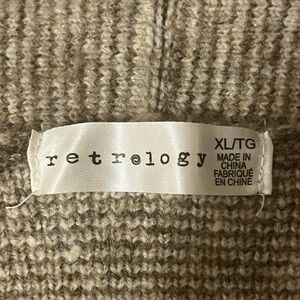 retrology
XL/TG
MADE IN
CHINA
FABRIQUÉ
EN CHINE